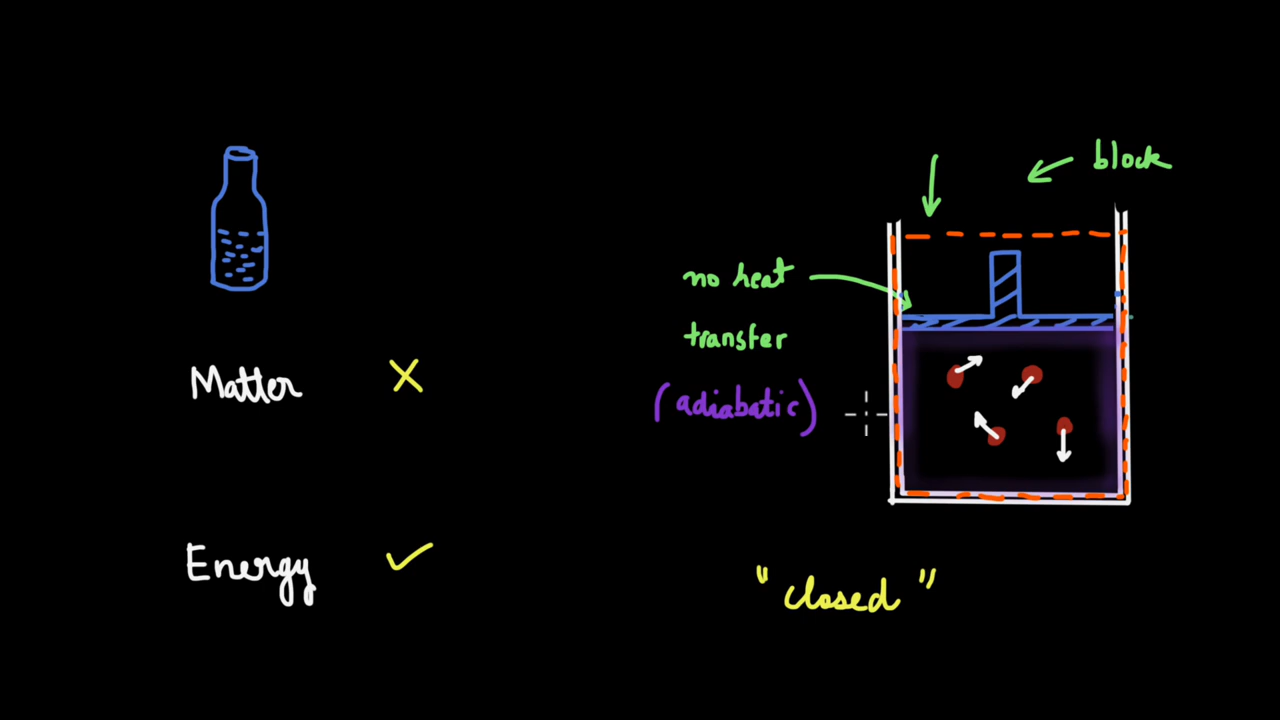 block
no heat
transfer
(adiabatic)
Matter
Energy
"closed"